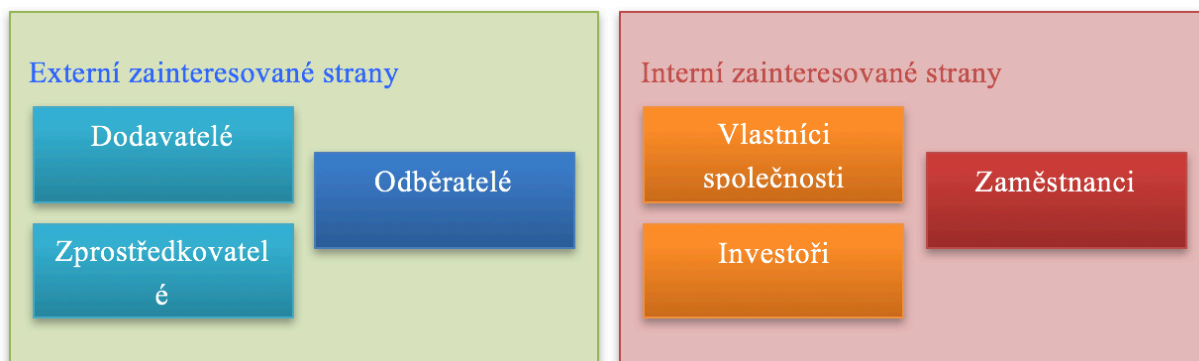 Externí zainteresované strany
Dodavatelé
Odběratelé
Zprostředkovatel
é
Interní zainteresované strany
Vlastníci
společnosti
Zaměstnanci
Investoři